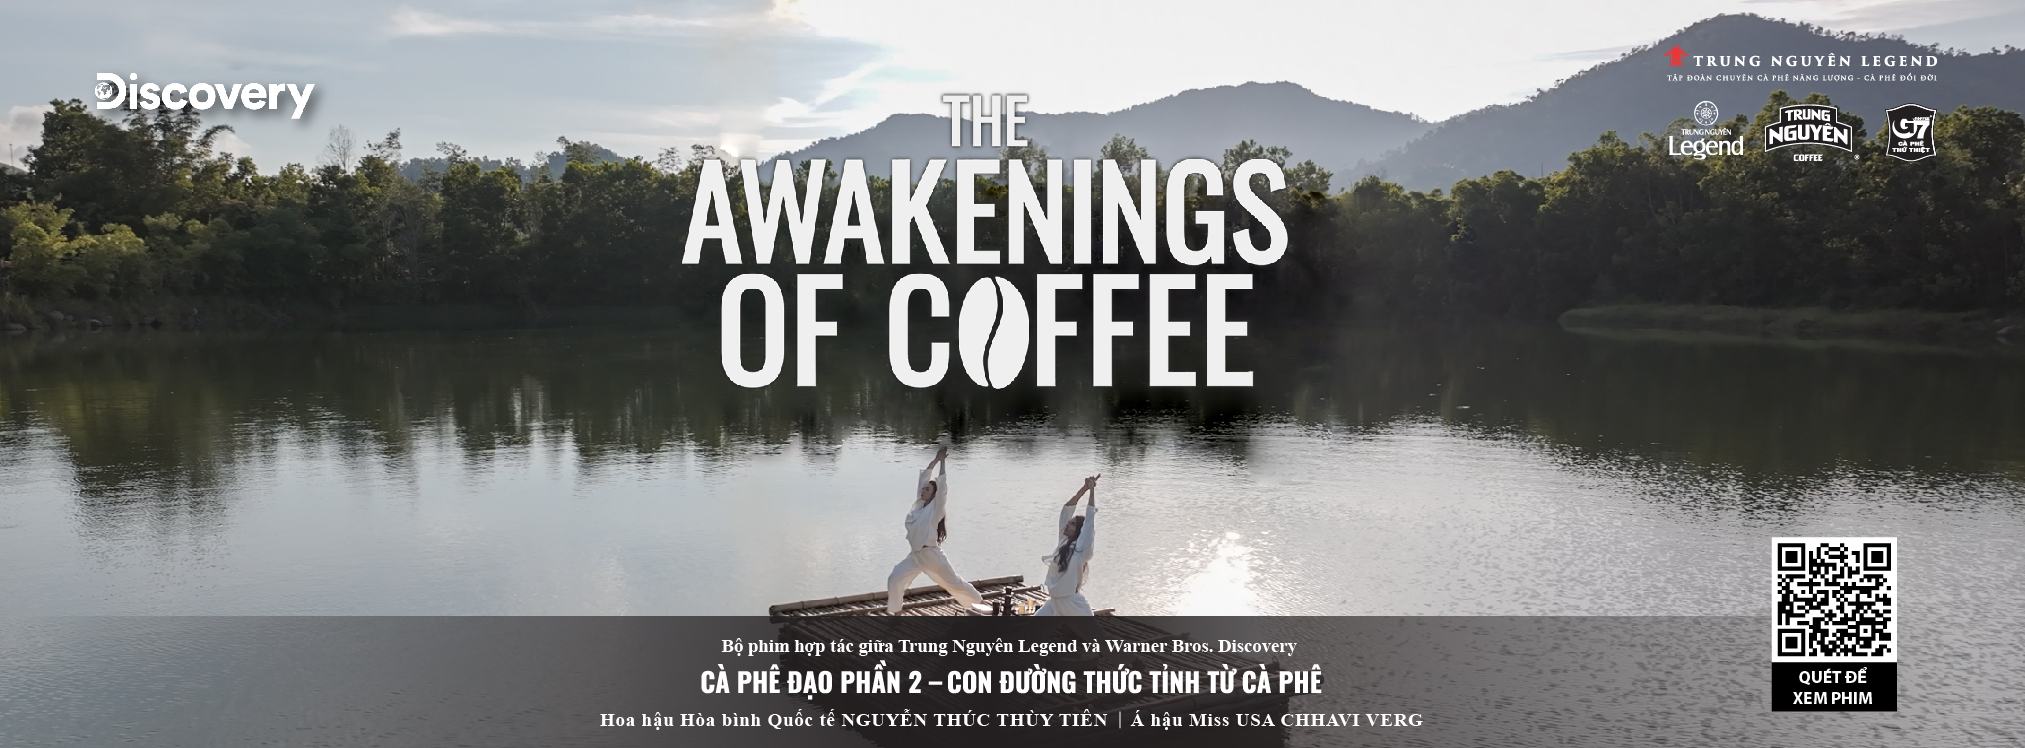 Discovery
TRUNG NGUYÊN LEGEND
TẬP ĐOÀN CHUYÊN CÀ PHÊ NĂNG LƯỢNG - CÀ PHÊ ĐỔI ĐỜI
TRUNG NGUYÊN
Legend
TRUNG
NGUYÊN
COFFEE
®
COFFEE
G7
CÀ PHÊ
THỨ THIỆT
THE
AWAKENINGS
OF COFFEE
Bộ phim hợp tác giữa Trung Nguyên Legend và Warner Bros. Discovery
CÀ PHÊ ĐẠO PHẦN 2 – CON ĐƯỜNG THỨC TỈNH TỪ CÀ PHÊ
Hoa hậu Hòa bình Quốc tế NGUYỄN THÚC THÙY TIÊN | Á hậu Miss USA CHHAVI VERG
QUÉT ĐỂ
XEM PHIM